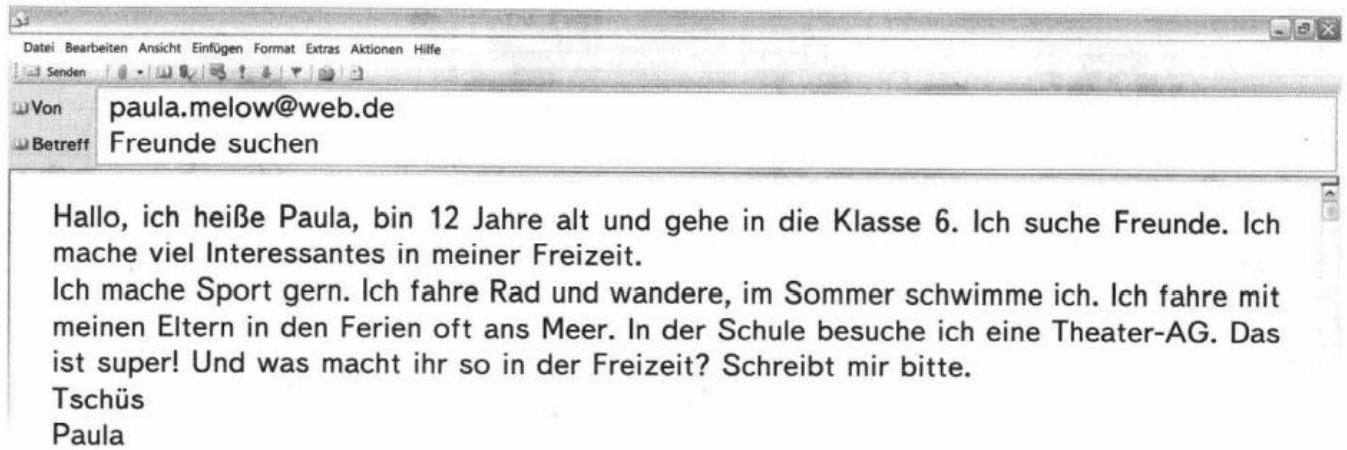 Datei Bearbeiten Ansicht Einfügen Format Extras Aktionen Hilfe
Senden
Von paula.melow@web.de
Betreff Freunde suchen
Hallo, ich heiße Paula, bin 12 Jahre alt und gehe in die Klasse 6. Ich suche Freunde. Ich
mache viel Interessantes in meiner Freizeit.
Ich mache Sport gern. Ich fahre Rad und wandere, im Sommer schwimme ich. Ich fahre mit
meinen Eltern in den Ferien oft ans Meer. In der Schule besuche ich eine Theater-AG. Das
ist super! Und was macht ihr so in der Freizeit? Schreibt mir bitte.
Tschüs
Paula